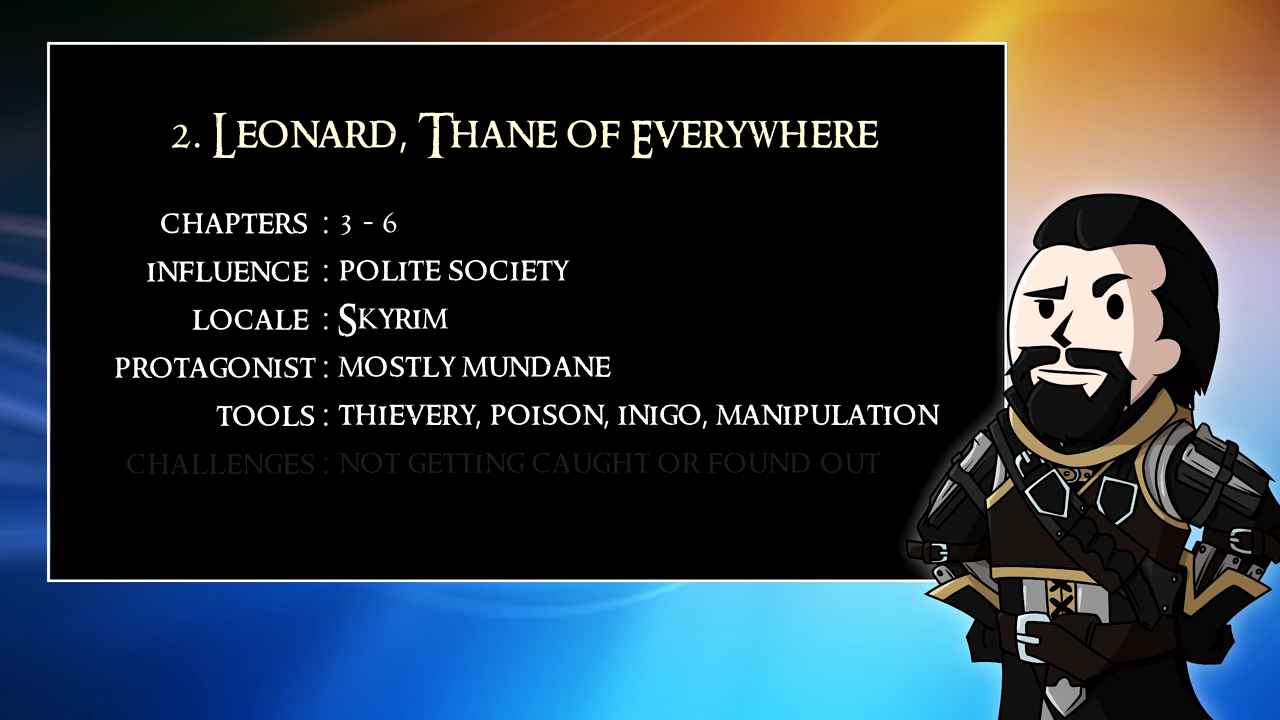 2. Leonard, Thane of Everywhere
chapters : 3 - 6
influence : polite society
locale : Skyrim
protagonist : mostly mundane
tools : thievery, poison, inigo, manipulation
challenges : not getting caught or found out